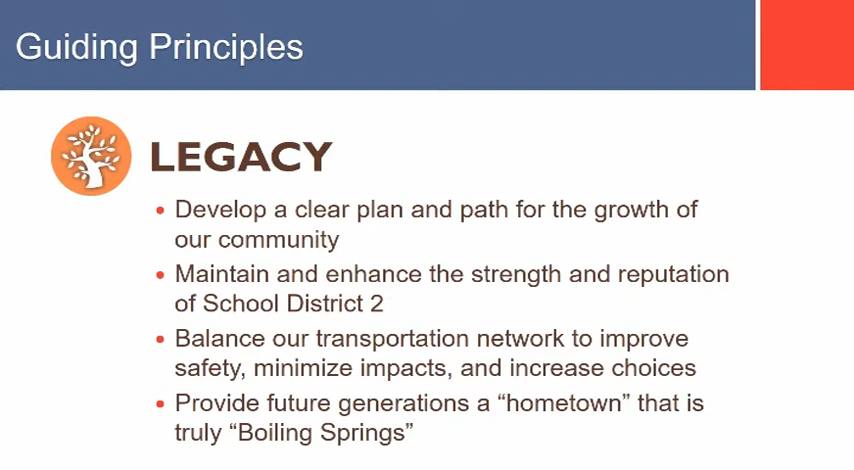 Guiding Principles
LEGACY
• Develop a clear plan and path for the growth of
our community
• Maintain and enhance the strength and reputation
of School District 2
• Balance our transportation network to improve
safety, minimize impacts, and increase choices
• Provide future generations a “hometown” that is
truly “Boiling Springs”